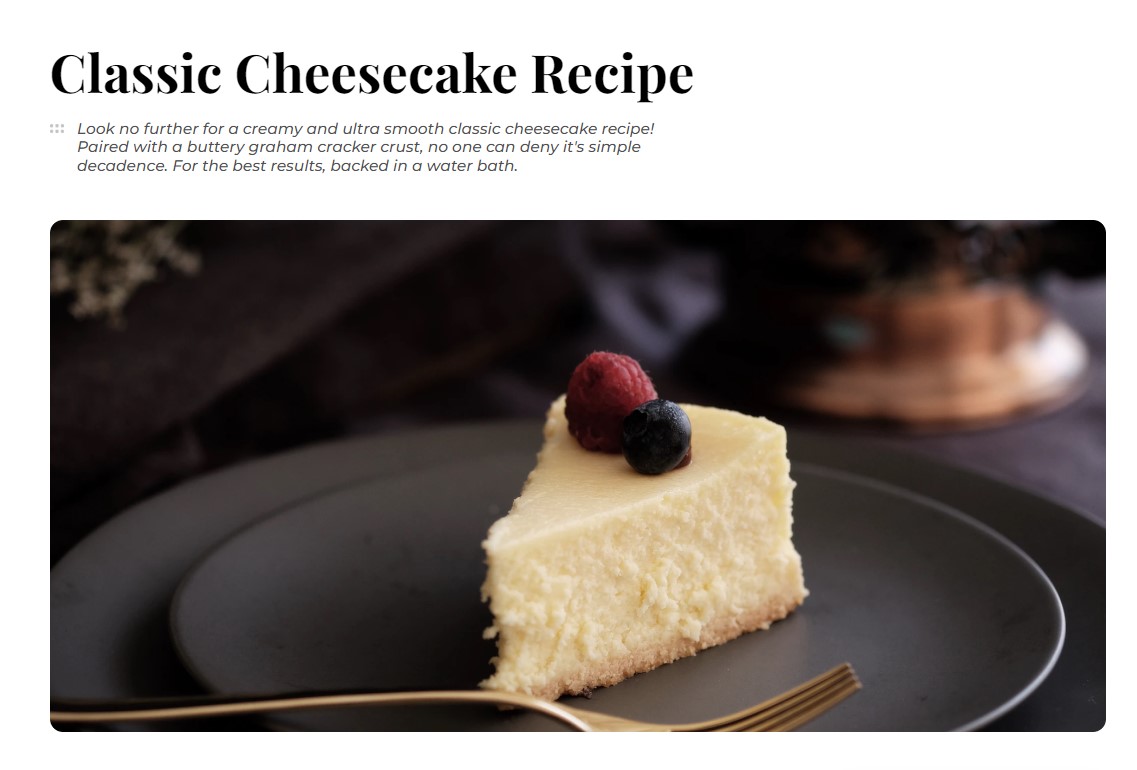 Classic Cheesecake Recipe
Look no further for a creamy and ultra smooth classic cheesecake recipe!
Paired with a buttery graham cracker crust, no one can deny it's simple
decadence. For the best results, backed in a water bath.